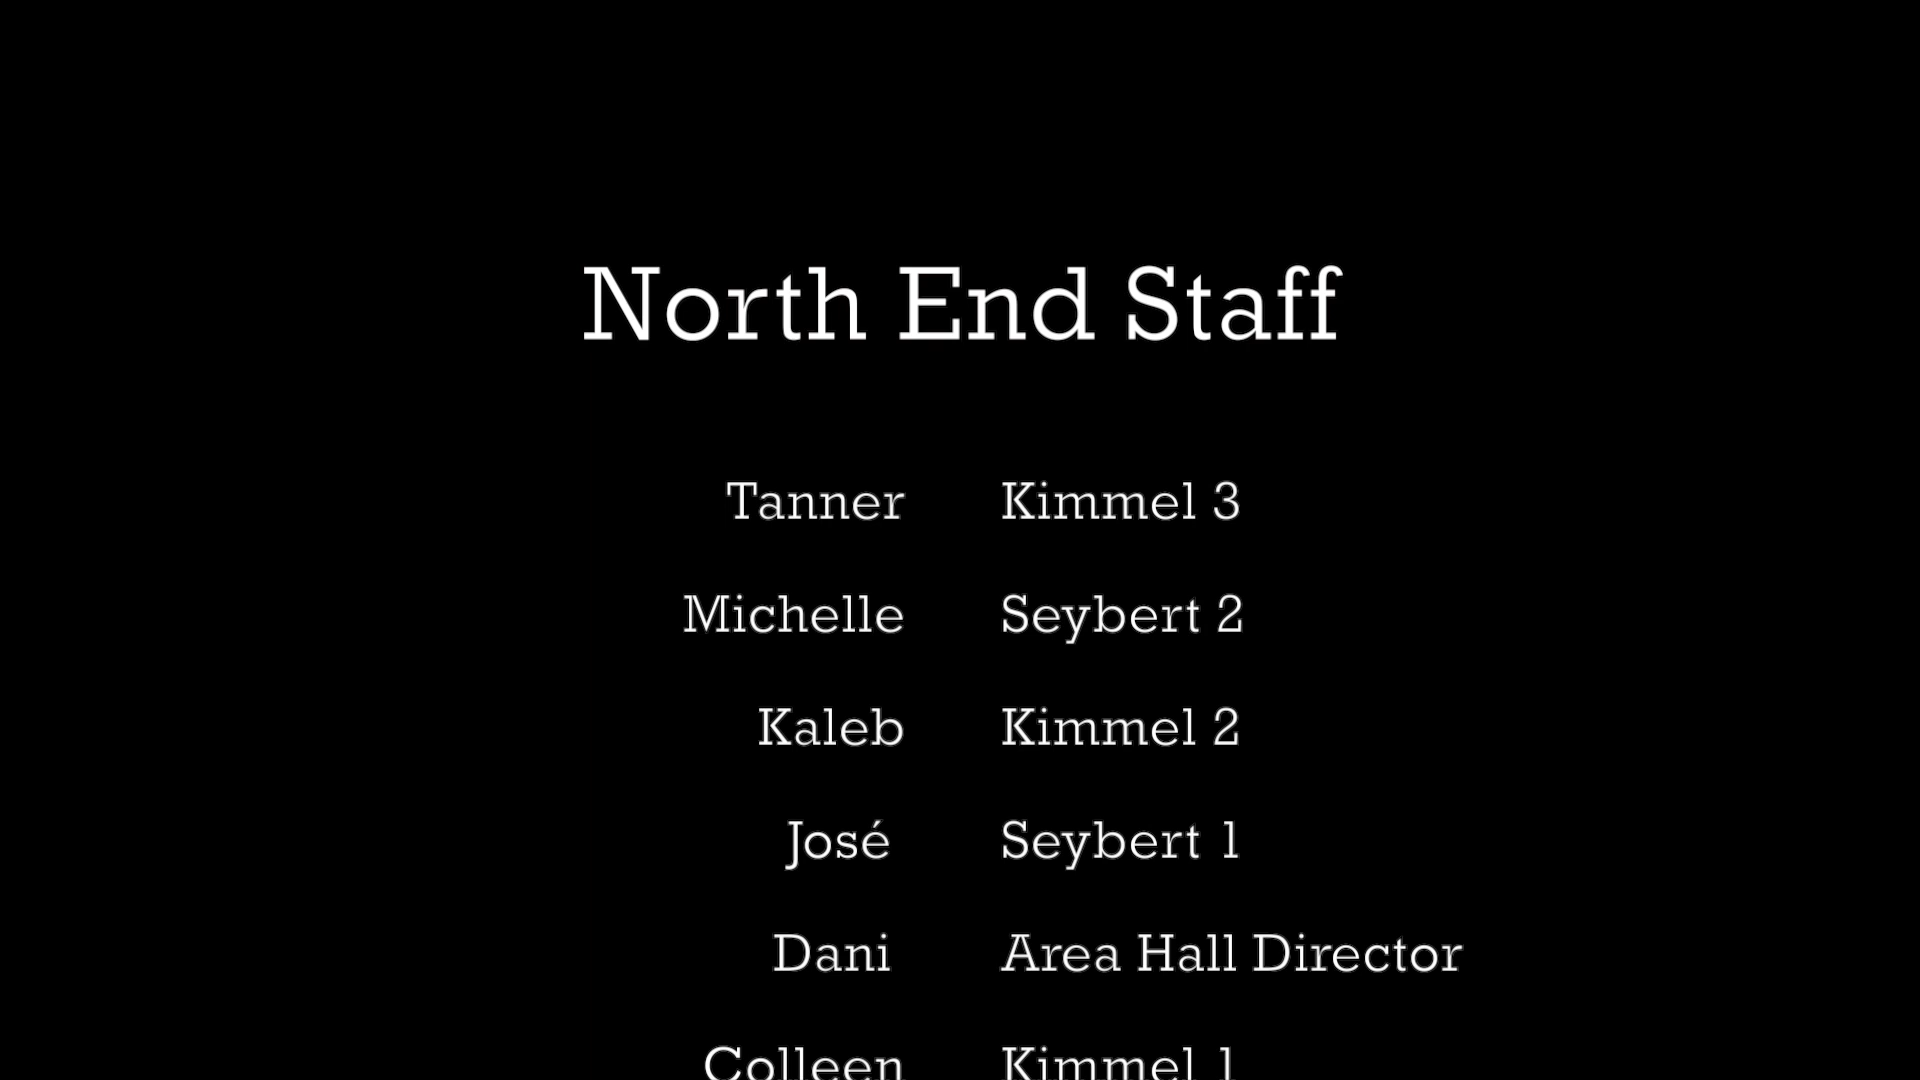 North End Staff
Tanner Kimmel 3
Michelle Seybert 2
Kaleb Kimmel 2
José Seybert 1
Dani Area Hall Director
Colleen Kimmel 1